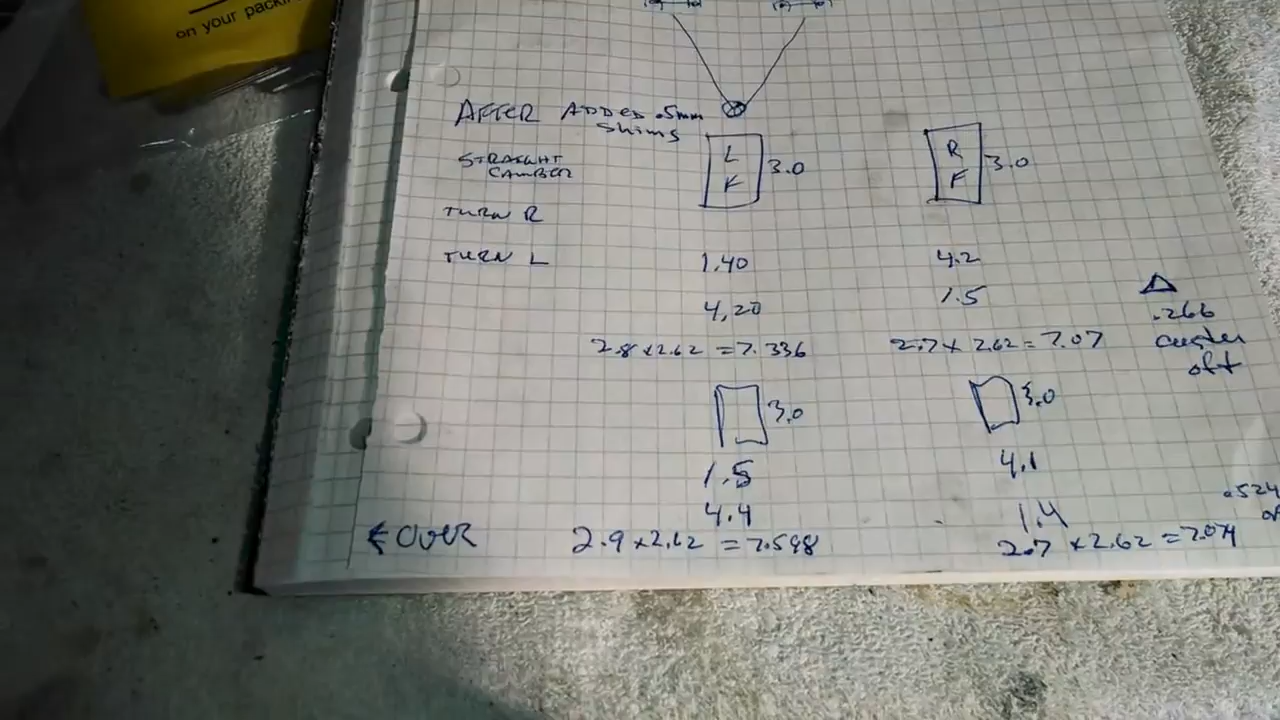 on your packin
AFTER ADDED .5mm
Shims
STRAIGHT
CAMBER
L
F
3.0
R
F
3.0
TURN R
TURN L
1.40
4.2
4,20
1.5
Δ
.266
caster
off
2.8 x 2.62 = 7.336
2.7 x 2.62 = 7.07
3.0
3.0
1.5
4.1
4.4
1.4
.524
← OVER
2.9 x 2.62 = 7.598
2.7 x 2.62 = 7.074